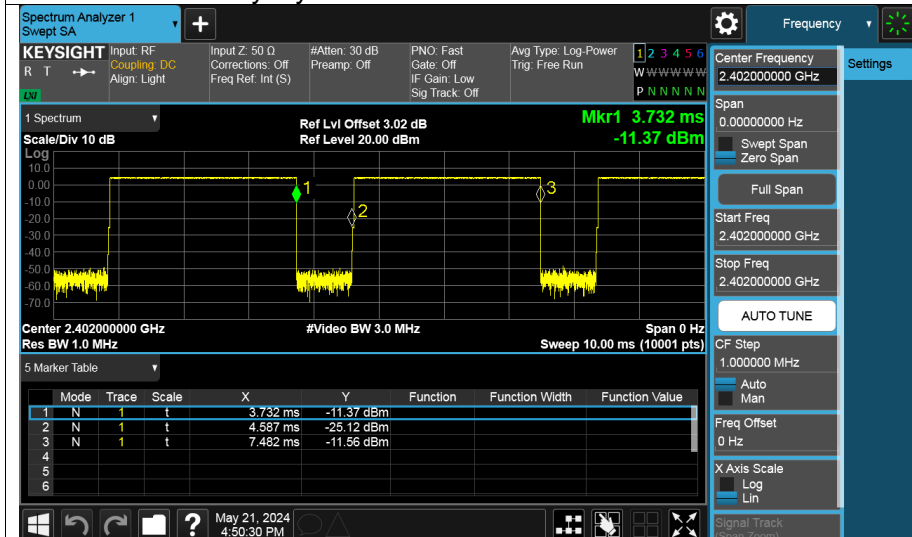 Spectrum Analyzer 1
Swept SA
+
Frequency
KEYSIGHT
R T
LXI
Input: RF
Coupling: DC
Align: Light
Input Z: 50 Ω
Corrections: Off
Freq Ref: Int (S)
#Atten: 30 dB
Preamp: Off
PNO: Fast
Gate: Off
IF Gain: Low
Sig Track: Off
Avg Type: Log-Power
Trig: Free Run
1 2 3 4 5 6
W W W W W W
P N N N N N
1 Spectrum
Scale/Div 10 dB
Ref Lvl Offset 3.02 dB
Ref Level 20.00 dBm
Mkr1 3.732 ms
-11.37 dBm
Log
10.0
0.00
-10.0
-20.0
-30.0
-40.0
-50.0
-60.0
-70.0
1
2
3
Center 2.402000000 GHz
Res BW 1.0 MHz
#Video BW 3.0 MHz
Span 0 Hz
Sweep 10.00 ms (10001 pts)
5 Marker Table
Mode Trace Scale X Y Function Function Width Function Value
1 N 1 t 3.732 ms -11.37 dBm
2 N 1 t 4.587 ms -25.12 dBm
3 N 1 t 7.482 ms -11.56 dBm
4
5
6
?
May 21, 2024
4:50:30 PM
Center Frequency
2.402000000 GHz
Span
0.00000000 Hz
Swept Span
Zero Span
Full Span
Start Freq
2.402000000 GHz
Stop Freq
2.402000000 GHz
AUTO TUNE
CF Step
1.000000 MHz
Auto
Man
Freq Offset
0 Hz
X Axis Scale
Log
Lin
Signal Track
(Span Zoom)
Settings